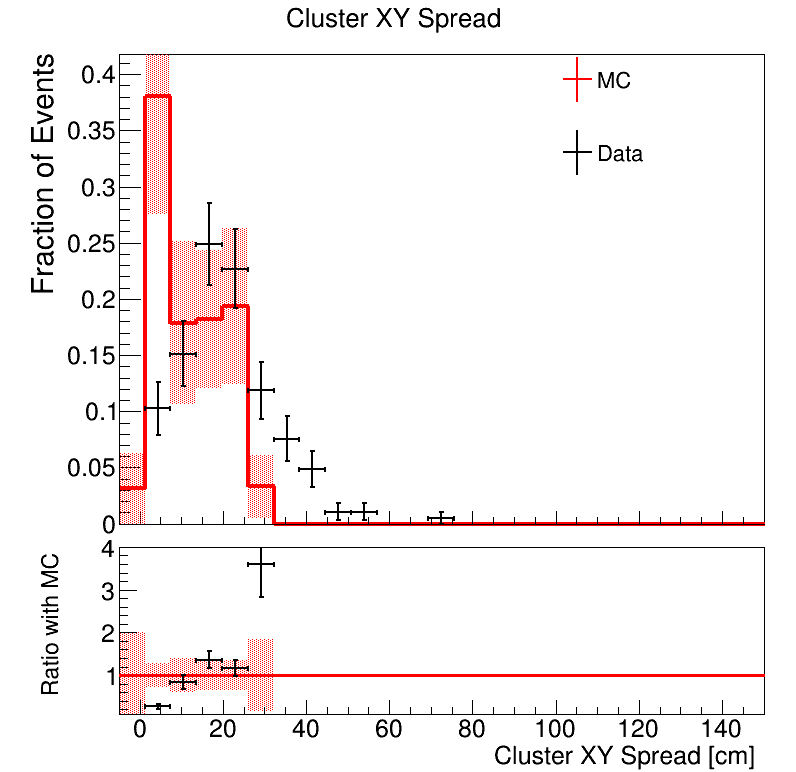 Cluster XY Spread
Fraction of Events
0.4
0.35
0.3
0.25
0.2
0.15
0.1
0.05
0
MC
Data
Ratio with MC
4
3
2
1
0 20 40 60 80 100 120 140
Cluster XY Spread [cm]